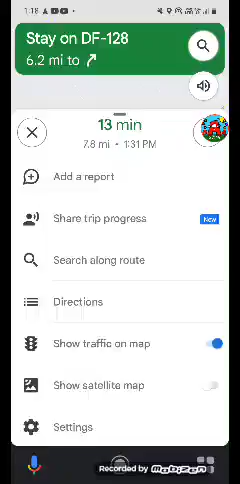 1:18
Stay on DF-128
6.2 mi to
13 min
7.8 mi • 1:31 PM
Add a report
Share trip progress
New
Search along route
Directions
Show traffic on map
Show satellite map
Settings
Recorded by mobizen